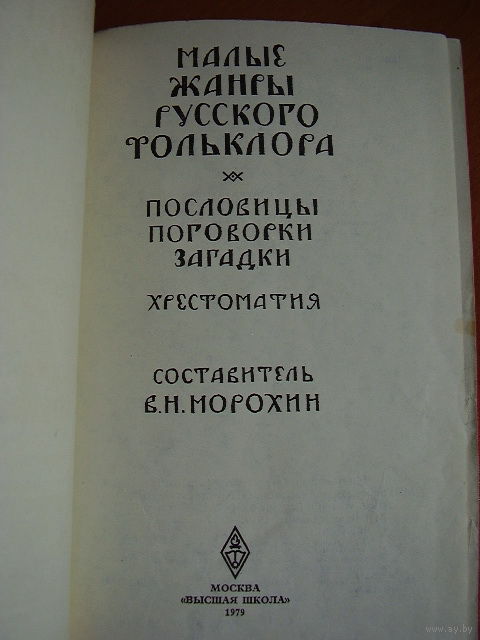 МАЛЫЕ
ЖАНРЫ
РУССКОГО
ФОЛЬКЛОРА
ПОСЛОВИЦЫ
ПОГОВОРКИ
ЗАГАДКИ
ХРЕСТОМАТИЯ
СОСТАВИТЕЛЬ
В.Н.МОРОХИН
МОСКВА
«ВЫСШАЯ ШКОЛА»
1979
www.ay.by